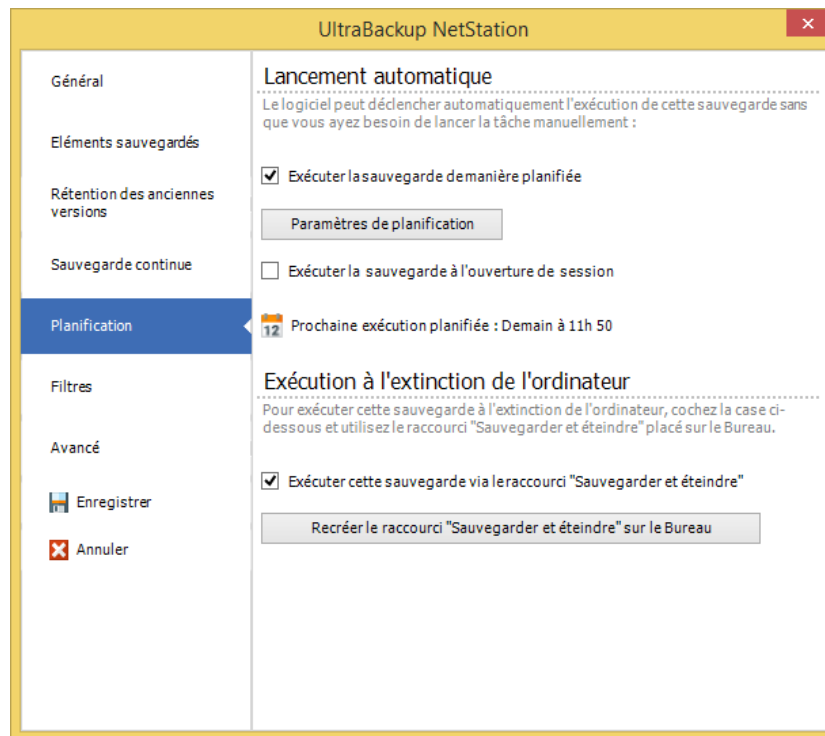 UltraBackup NetStation
Général
Eléments sauvegardés
Rétention des anciennes
versions
Sauvegarde continue
Planification
Filtres
Avancé
Enregistrer
Annuler
Lancement automatique
Le logiciel peut déclencher automatiquement l'exécution de cette sauvegarde sans
que vous ayez besoin de lancer la tâche manuellement :
Exécuter la sauvegarde de manière planifiée
Paramètres de planification
Exécuter la sauvegarde à l'ouverture de session
12
Prochaine exécution planifiée : Demain à 11h 50
Exécution à l'extinction de l'ordinateur
Pour exécuter cette sauvegarde à l'extinction de l'ordinateur, cochez la case ci-
dessous et utilisez le raccourci "Sauvegarder et éteindre" placé sur le Bureau.
Exécuter cette sauvegarde via le raccourci "Sauvegarder et éteindre"
Recréer le raccourci "Sauvegarder et éteindre" sur le Bureau